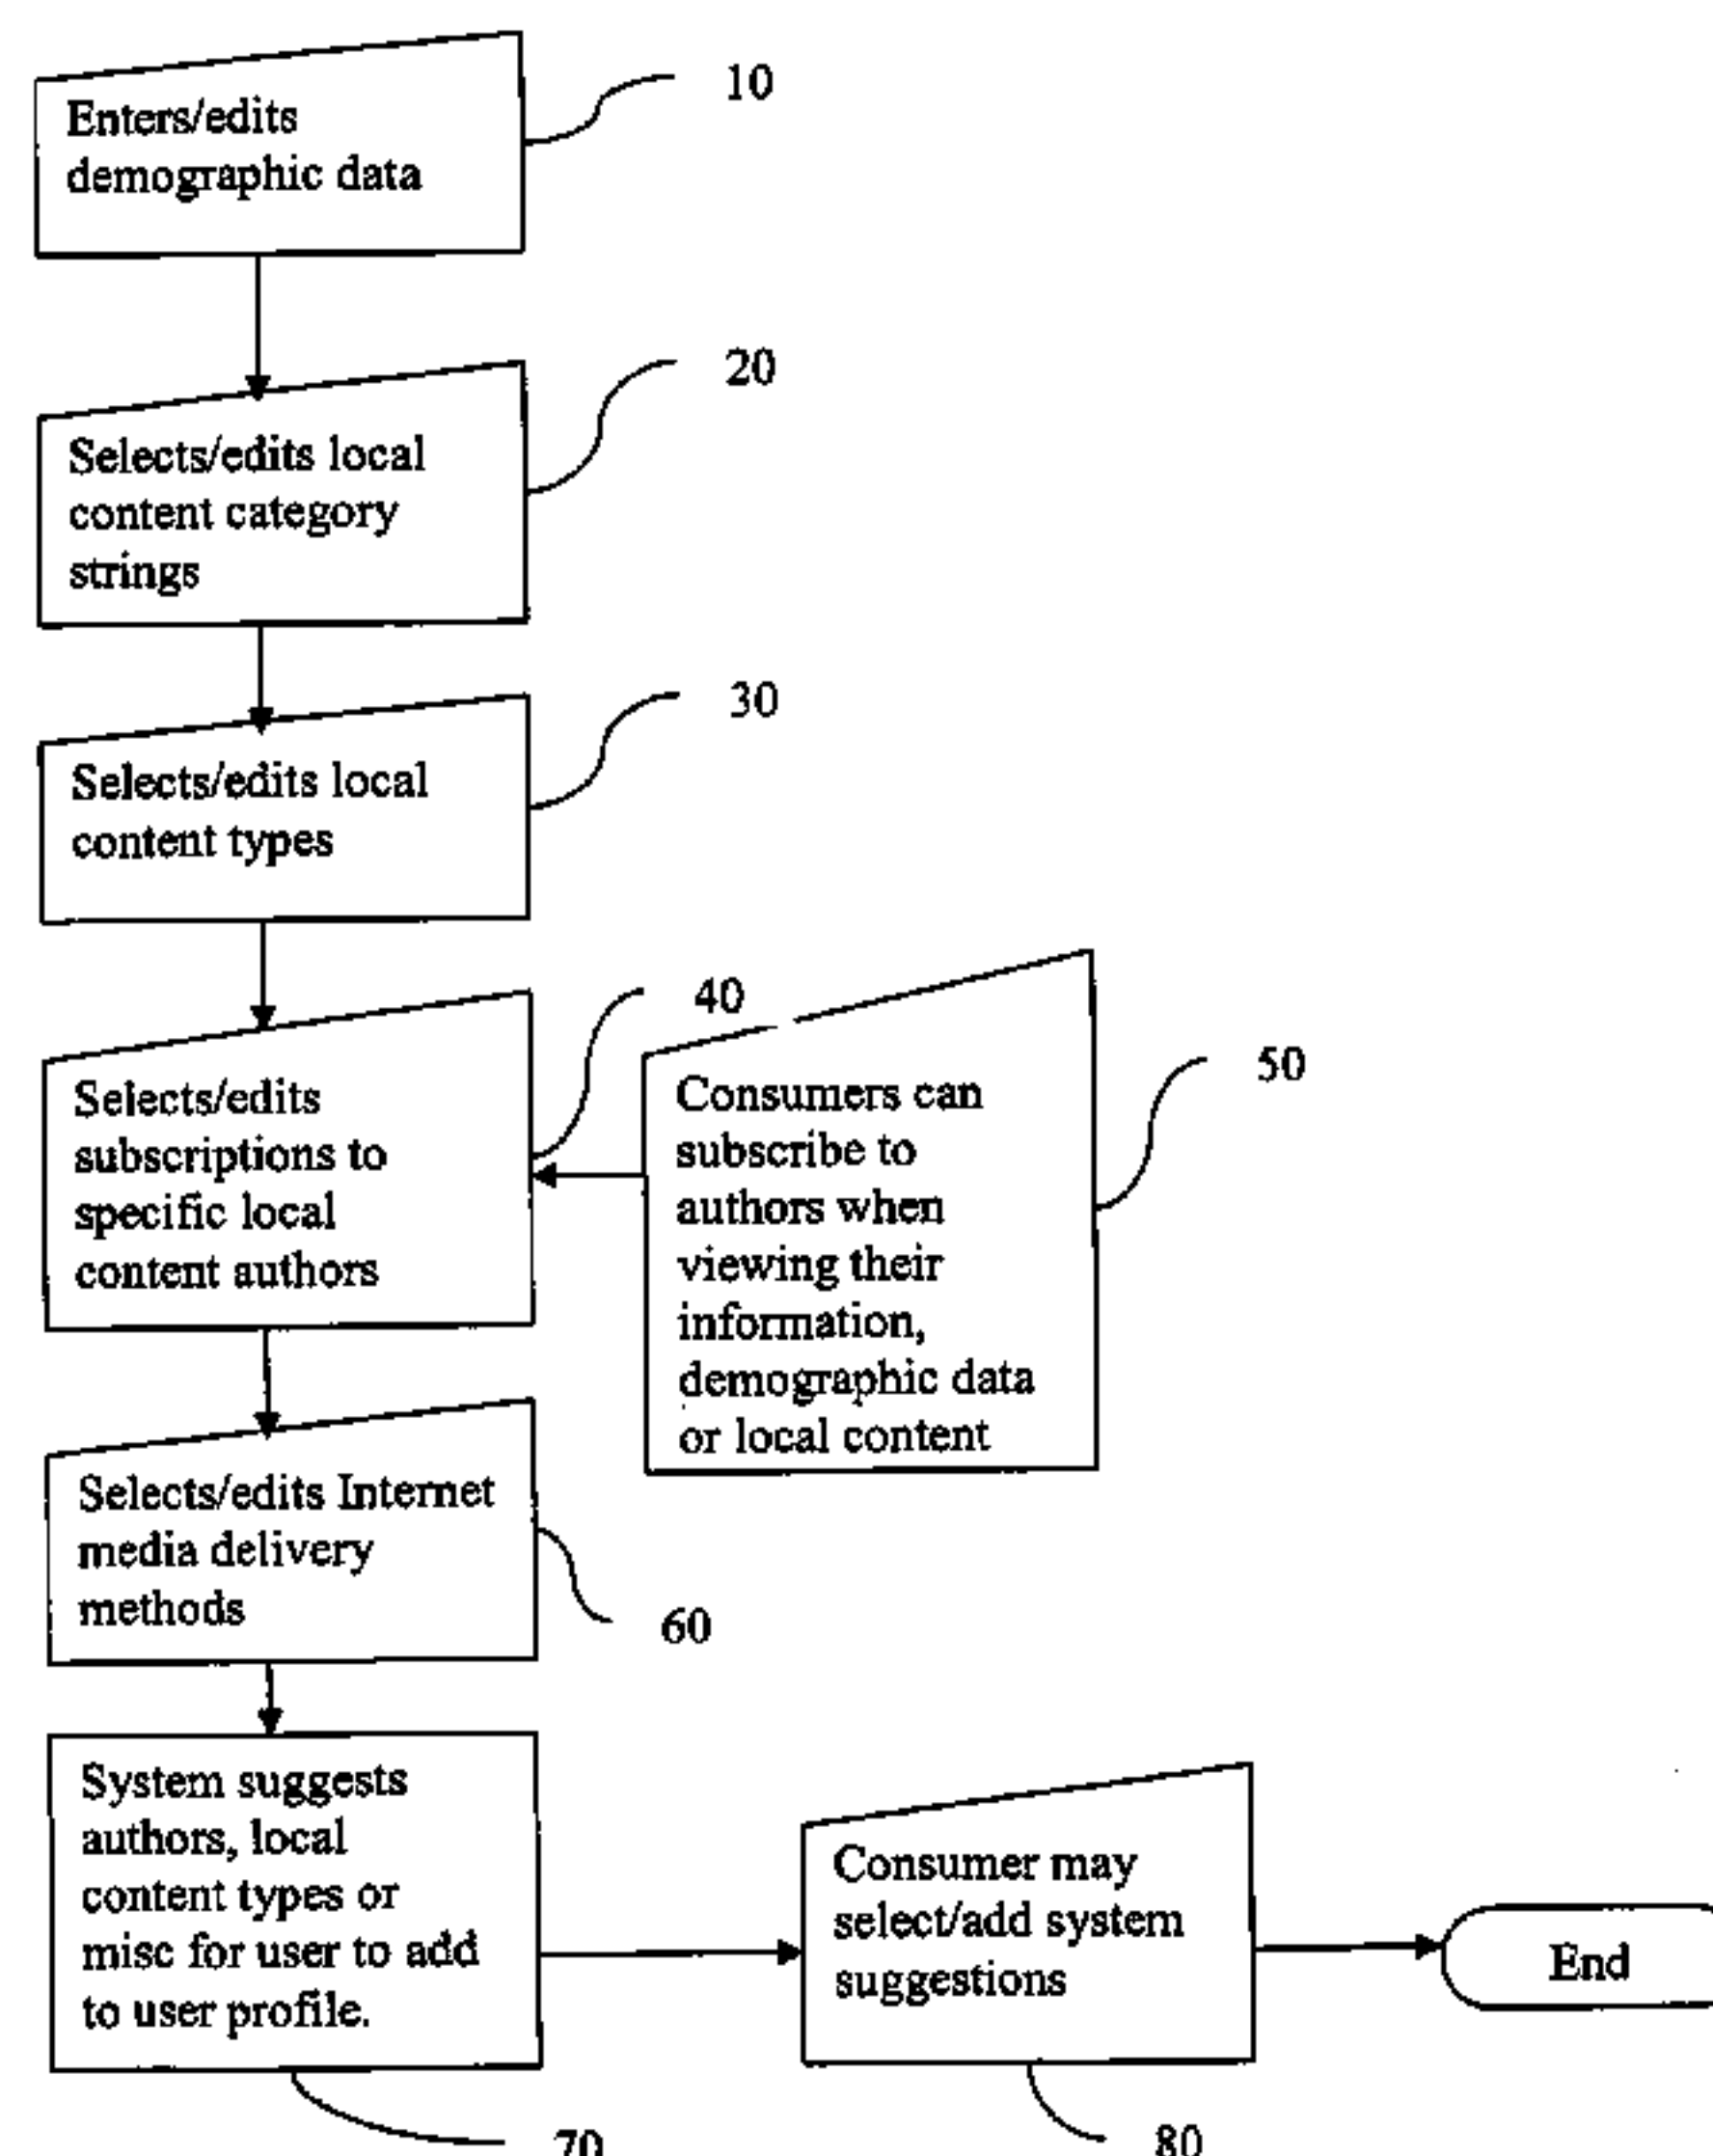 Enters/edits
demographic data
10
Selects/edits local
content category
strings
20
Selects/edits local
content types
30
Selects/edits
subscriptions to
specific local
content authors
40
Consumers can
subscribe to
authors when
viewing their
information,
demographic data
or local content
50
Selects/edits Internet
media delivery
methods
60
System suggests
authors, local
content types or
misc for user to add
to user profile.
70
Consumer may
select/add system
suggestions
80
End